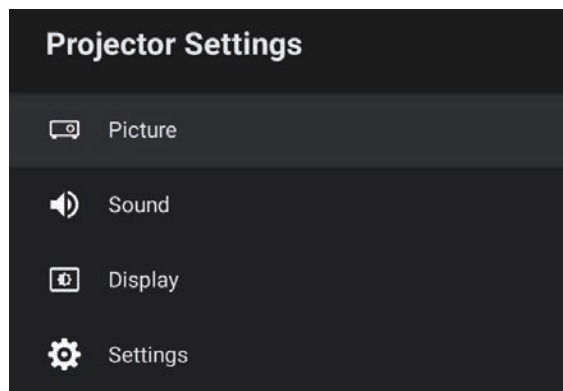 Projector Settings
Picture
Sound
Display
Settings